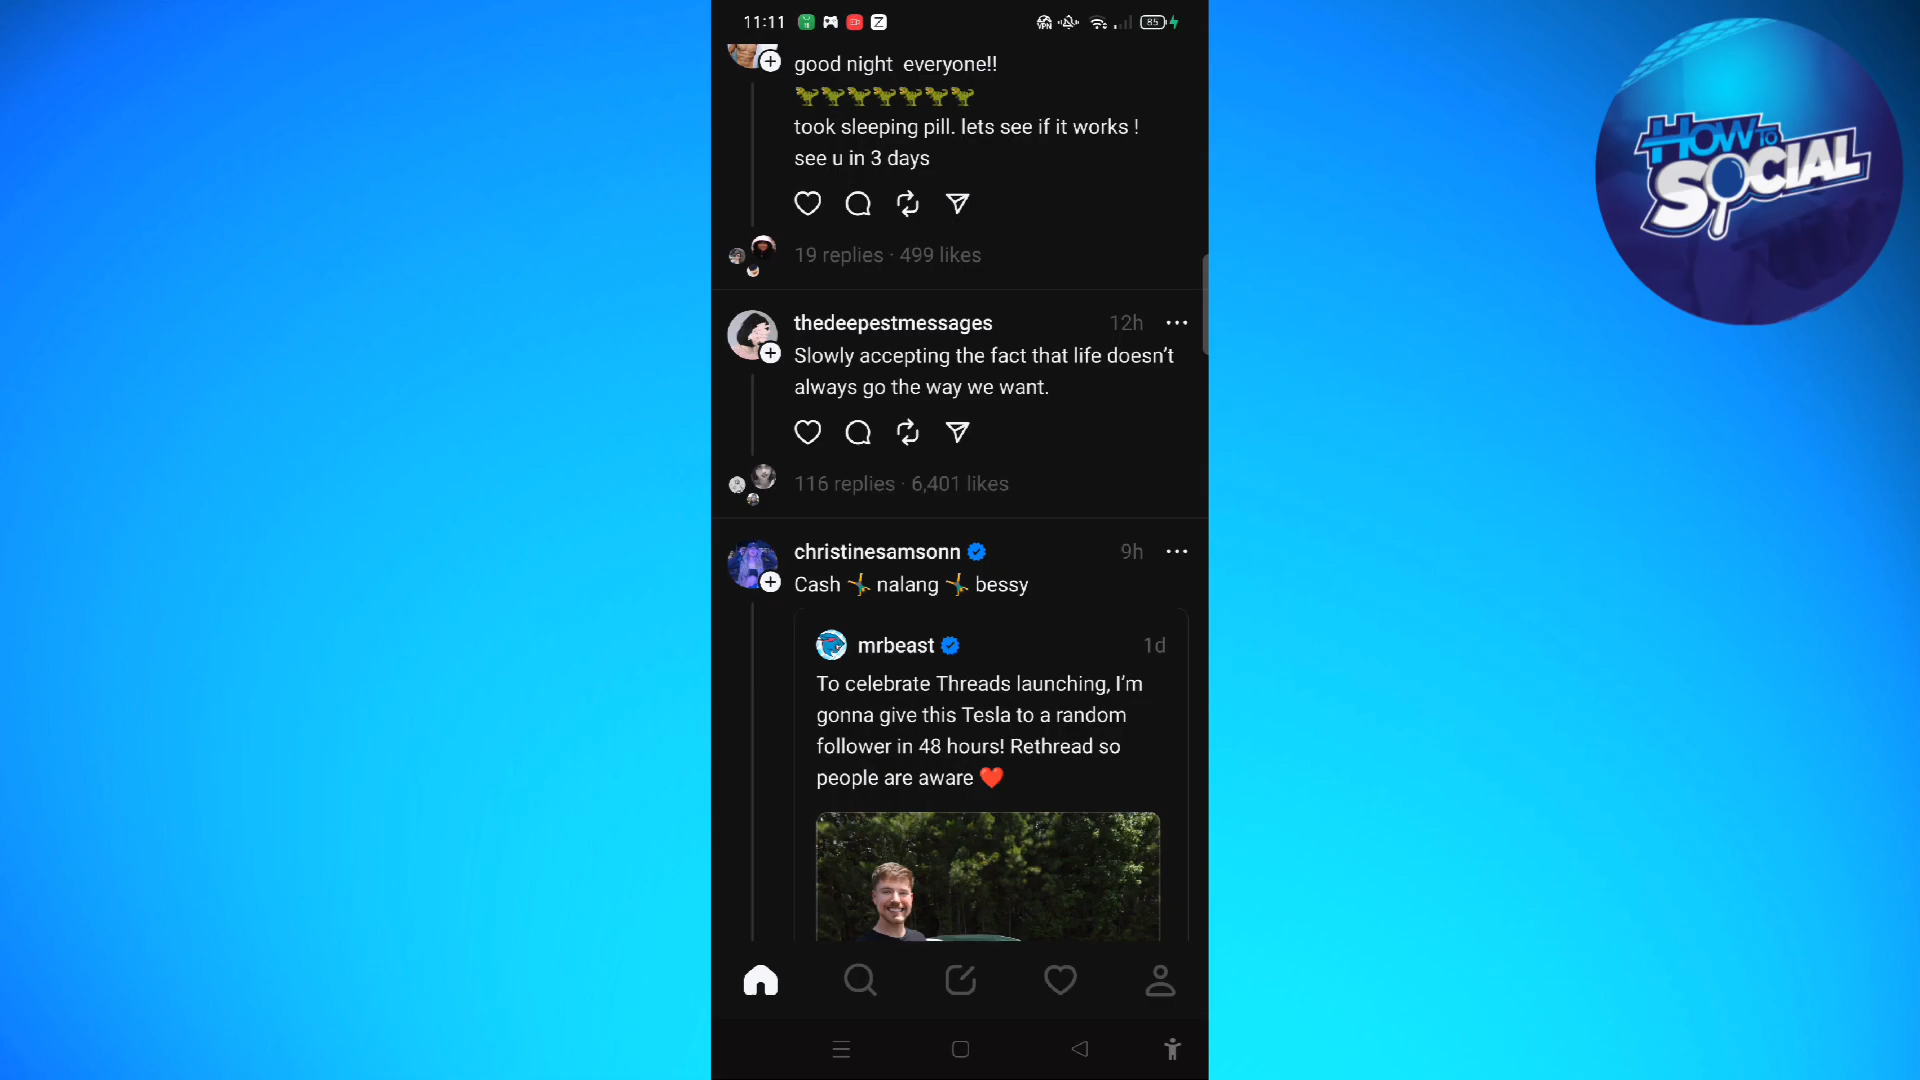 11:11
85
good night everyone!!
🦖🦖🦖🦖🦖🦖🦖
took sleeping pill. lets see if it works !
see u in 3 days
19 replies · 499 likes
thedeepestmessages 12h
Slowly accepting the fact that life doesn’t
always go the way we want.
116 replies · 6,401 likes
christinesamsonn 9h
Cash 🤸 nalang 🤸 bessy
mrbeast 1d
To celebrate Threads launching, I’m
gonna give this Tesla to a random
follower in 48 hours! Rethread so
people are aware ❤️
HOW TO
SOCIAL